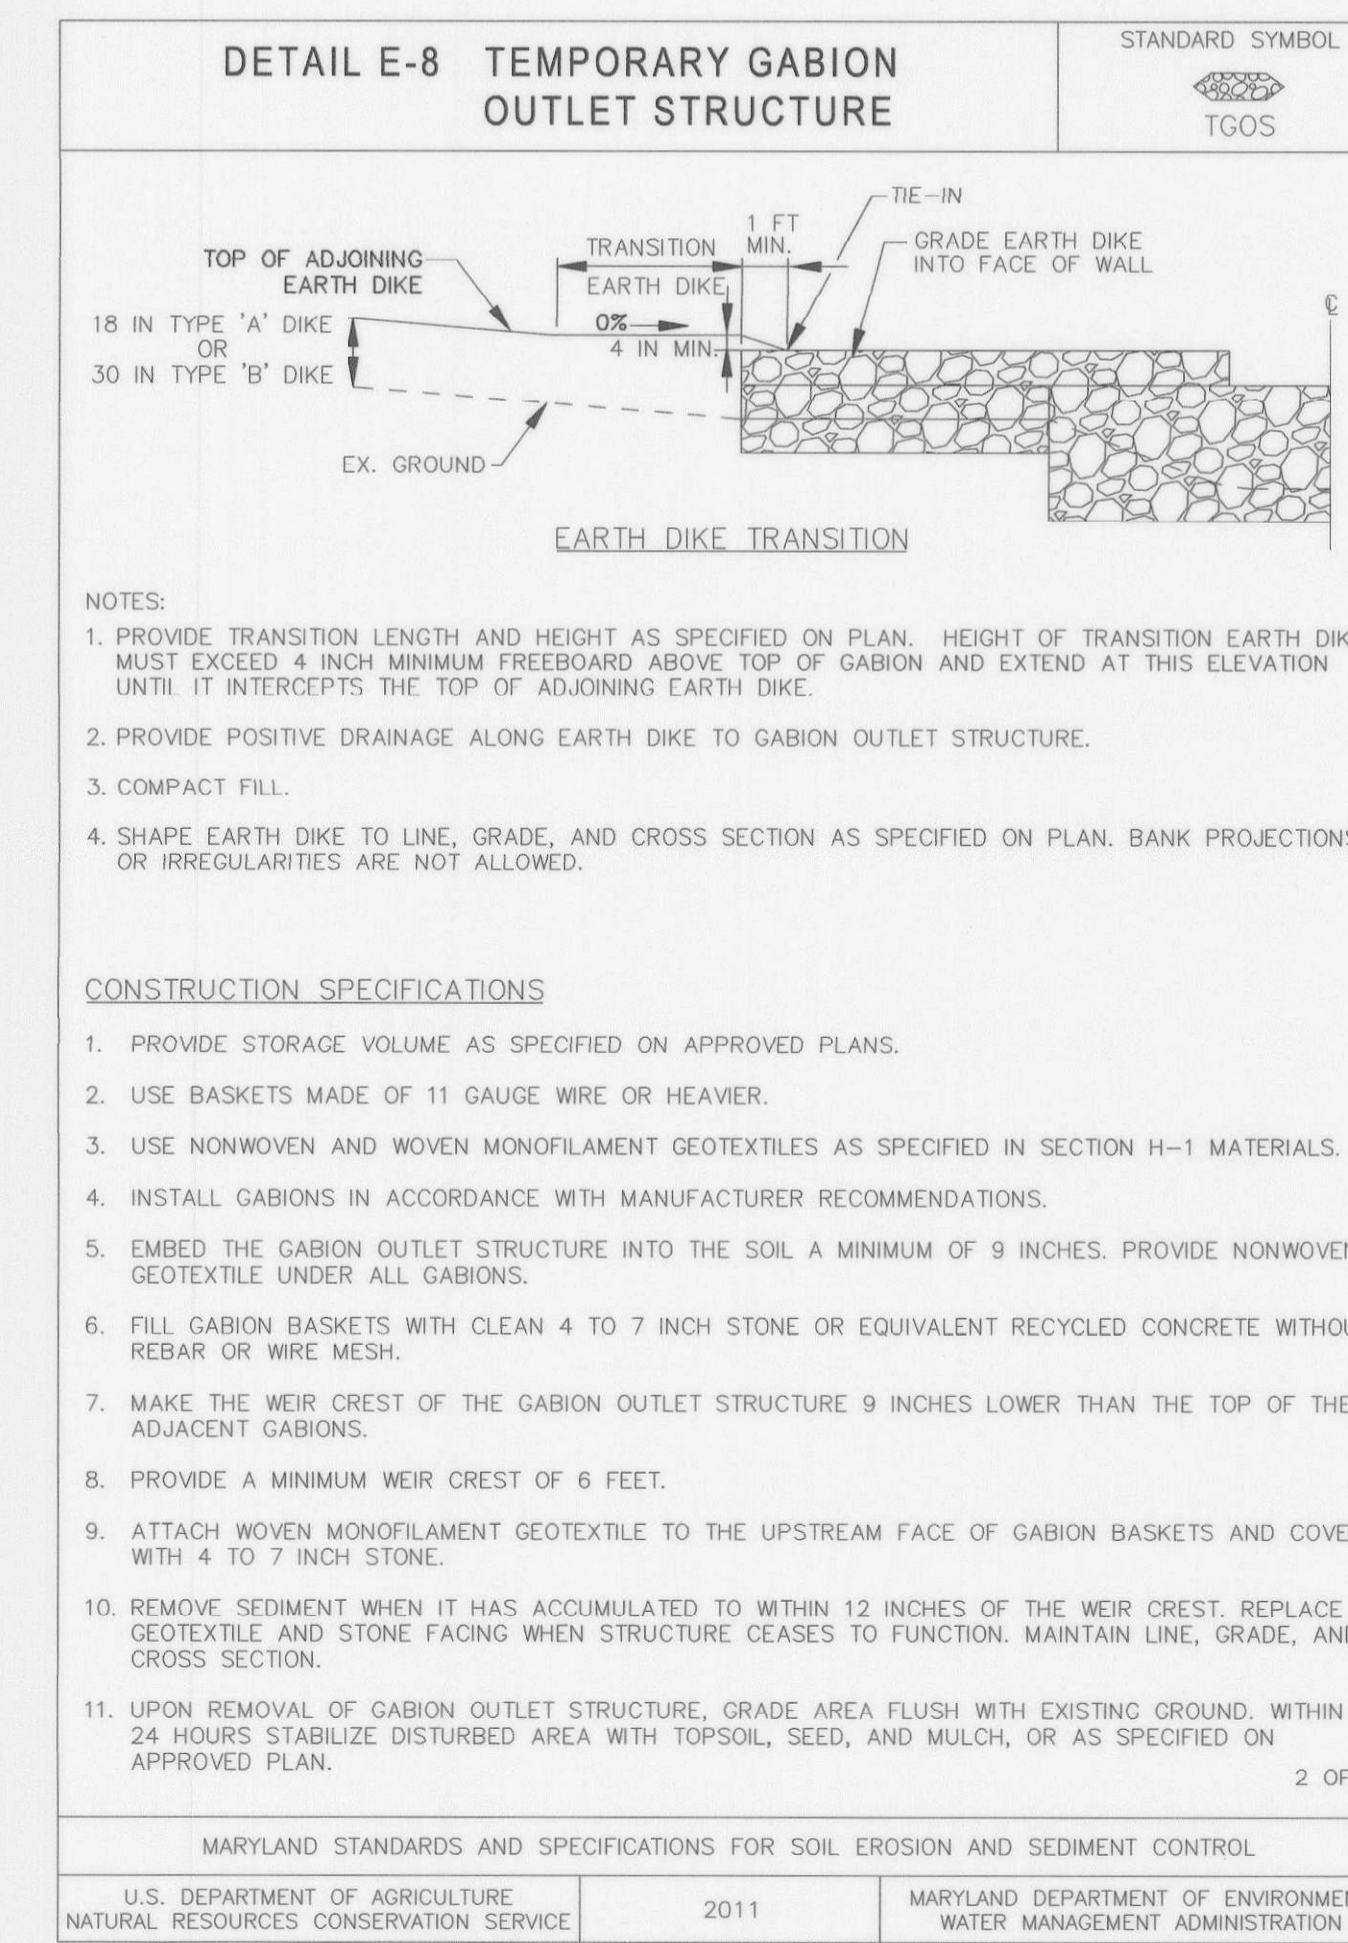 DETAIL E-8 TEMPORARY GABION
OUTLET STRUCTURE
STANDARD SYMBOL
TGOS
TIE-IN
1 FT
MIN.
TRANSITION
GRADE EARTH DIKE
INTO FACE OF WALL
TOP OF ADJOINING
EARTH DIKE
EARTH DIKE
℄
18 IN TYPE 'A' DIKE
OR
30 IN TYPE 'B' DIKE
0%
4 IN MIN.
EX. GROUND
EARTH DIKE TRANSITION
NOTES:
1. PROVIDE TRANSITION LENGTH AND HEIGHT AS SPECIFIED ON PLAN. HEIGHT OF TRANSITION EARTH DIK
MUST EXCEED 4 INCH MINIMUM FREEBOARD ABOVE TOP OF GABION AND EXTEND AT THIS ELEVATION
UNTIL IT INTERCEPTS THE TOP OF ADJOINING EARTH DIKE.
2. PROVIDE POSITIVE DRAINAGE ALONG EARTH DIKE TO GABION OUTLET STRUCTURE.
3. COMPACT FILL.
4. SHAPE EARTH DIKE TO LINE, GRADE, AND CROSS SECTION AS SPECIFIED ON PLAN. BANK PROJECTIONS
OR IRREGULARITIES ARE NOT ALLOWED.
CONSTRUCTION SPECIFICATIONS
1. PROVIDE STORAGE VOLUME AS SPECIFIED ON APPROVED PLANS.
2. USE BASKETS MADE OF 11 GAUGE WIRE OR HEAVIER.
3. USE NONWOVEN AND WOVEN MONOFILAMENT GEOTEXTILES AS SPECIFIED IN SECTION H-1 MATERIALS.
4. INSTALL GABIONS IN ACCORDANCE WITH MANUFACTURER RECOMMENDATIONS.
5. EMBED THE GABION OUTLET STRUCTURE INTO THE SOIL A MINIMUM OF 9 INCHES. PROVIDE NONWOVEN
GEOTEXTILE UNDER ALL GABIONS.
6. FILL GABION BASKETS WITH CLEAN 4 TO 7 INCH STONE OR EQUIVALENT RECYCLED CONCRETE WITHOU
REBAR OR WIRE MESH.
7. MAKE THE WEIR CREST OF THE GABION OUTLET STRUCTURE 9 INCHES LOWER THAN THE TOP OF THE
ADJACENT GABIONS.
8. PROVIDE A MINIMUM WEIR CREST OF 6 FEET.
9. ATTACH WOVEN MONOFILAMENT GEOTEXTILE TO THE UPSTREAM FACE OF GABION BASKETS AND COVE
WITH 4 TO 7 INCH STONE.
10. REMOVE SEDIMENT WHEN IT HAS ACCUMULATED TO WITHIN 12 INCHES OF THE WEIR CREST. REPLACE
GEOTEXTILE AND STONE FACING WHEN STRUCTURE CEASES TO FUNCTION. MAINTAIN LINE, GRADE, AND
CROSS SECTION.
11. UPON REMOVAL OF GABION OUTLET STRUCTURE, GRADE AREA FLUSH WITH EXISTING GROUND. WITHIN
24 HOURS STABILIZE DISTURBED AREA WITH TOPSOIL, SEED, AND MULCH, OR AS SPECIFIED ON
APPROVED PLAN.
2 OF
MARYLAND STANDARDS AND SPECIFICATIONS FOR SOIL EROSION AND SEDIMENT CONTROL
U.S. DEPARTMENT OF AGRICULTURE
NATURAL RESOURCES CONSERVATION SERVICE
2011
MARYLAND DEPARTMENT OF ENVIRONME
WATER MANAGEMENT ADMINISTRATION